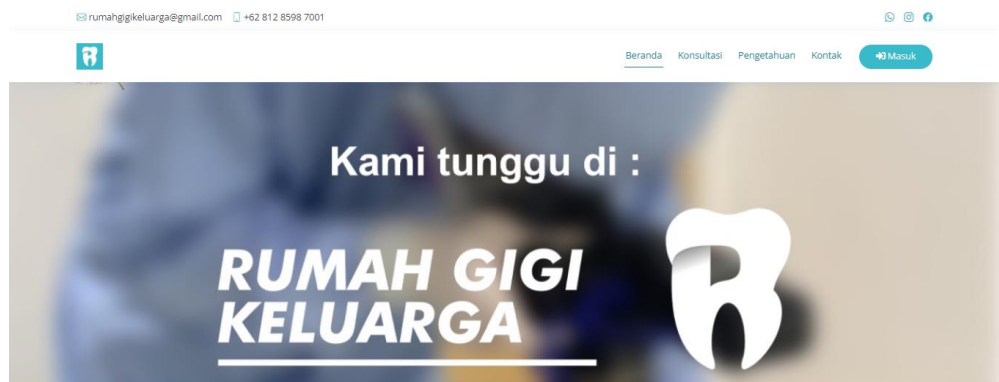 rumahgigikeluarga@gmail.com +62 812 8598 7001
Beranda Konsultasi Pengetahuan Kontak Masuk
Kami tunggu di :
RUMAH GIGI
KELUARGA